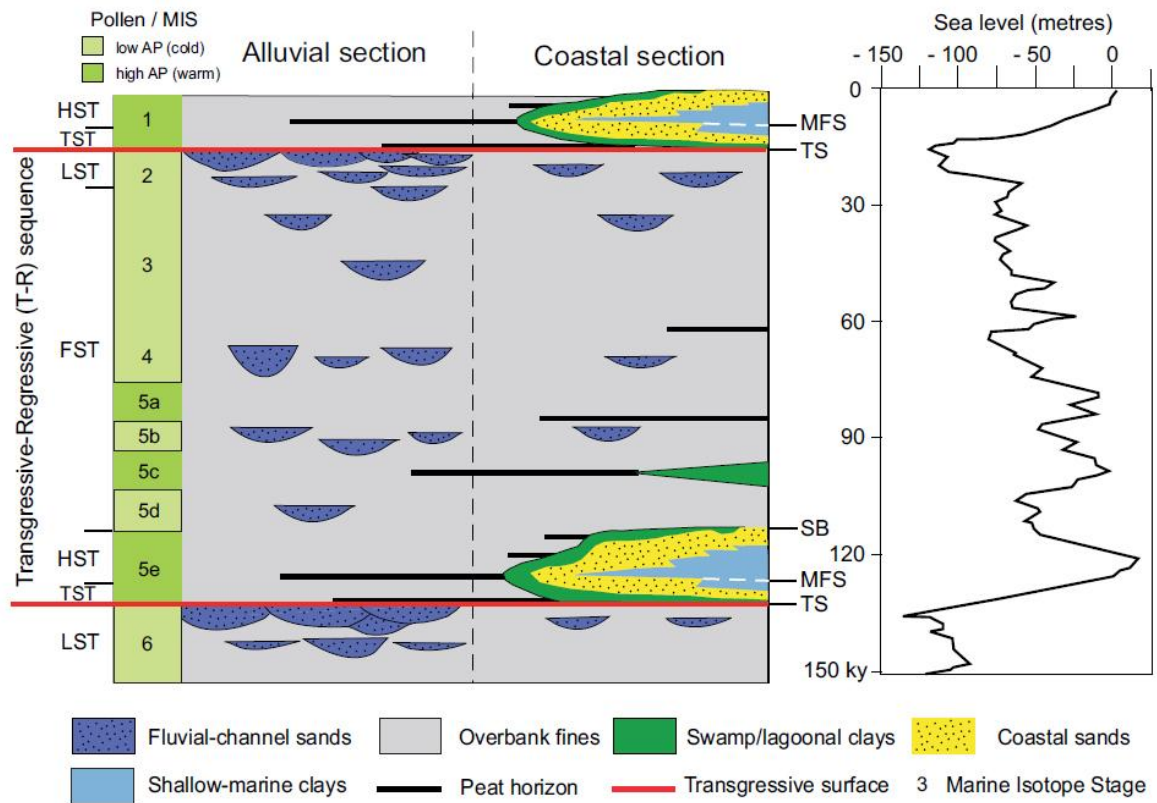 Pollen / MIS
low AP (cold)
high AP (warm)
Alluvial section
Coastal section
Sea level (metres)
- 150
- 100
- 50
0
Transgressive-Regressive (T-R) sequence
HST
TST
LST
FST
HST
TST
LST
1
2
3
4
5a
5b
5c
5d
5e
6
MFS
TS
SB
MFS
TS
0
30
60
90
120
150 ky
Fluvial-channel sands
Overbank fines
Swamp/lagoonal clays
Coastal sands
Shallow-marine clays
Peat horizon
Transgressive surface
3 Marine Isotope Stage